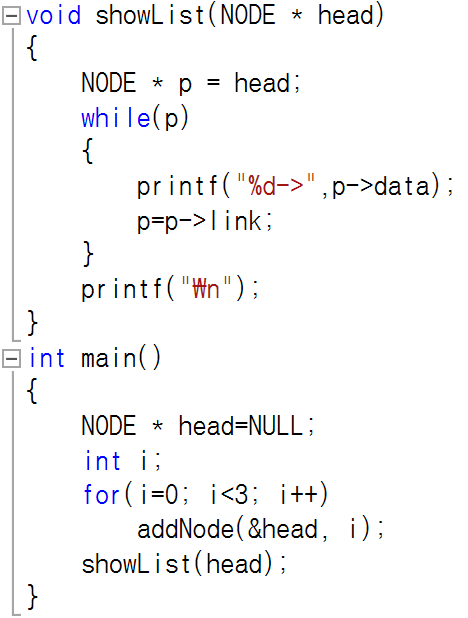 void showList(NODE * head)
{
    NODE * p = head;
    while(p)
    {
        printf("%d->",p->data);
        p=p->link;
    }
    printf("₩n");
}
int main()
{
    NODE * head=NULL;
    int i;
    for(i=0; i<3; i++)
        addNode(&head, i);
    showList(head);
}